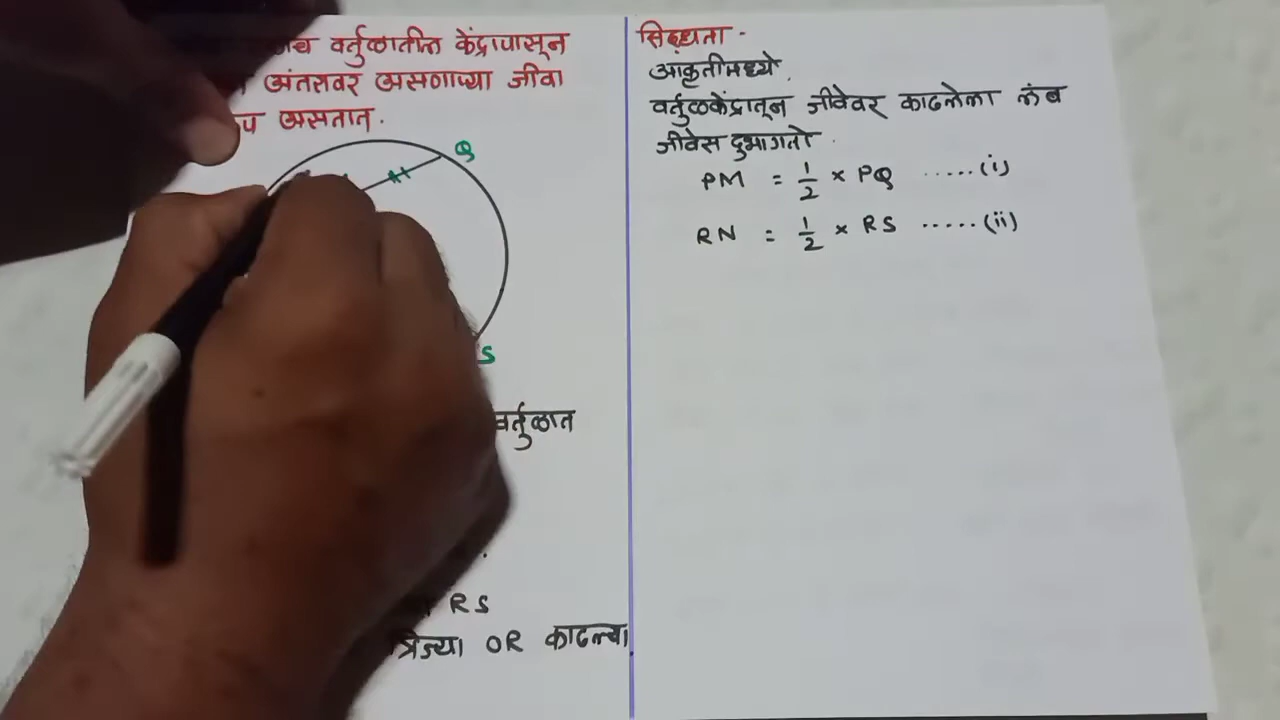 वर्तुळातील केंद्रापासून
अंतरावर असणाऱ्या जीवा
असतात.
Q
S
वर्तुळात
RS
त्रिज्या OR काढल्या.
सिद्धता -
आकृतीमध्ये,
वर्तुळकेंद्रातून जीवेवर काढलेला लंब
जीवेस दुभागतो.
PM = 1/2 × PQ .....(i)
RN = 1/2 × RS .....(ii)